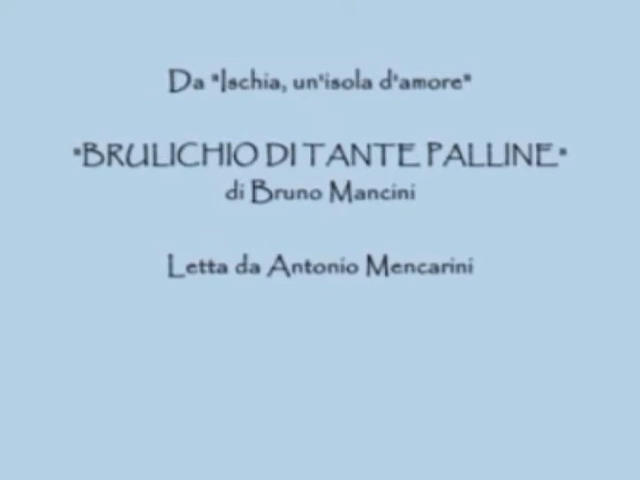 Da "Ischia, un'isola d'amore"
"BRULICHIO DI TANTE PALLINE"
di Bruno Mancini
Letta da Antonio Mencarini